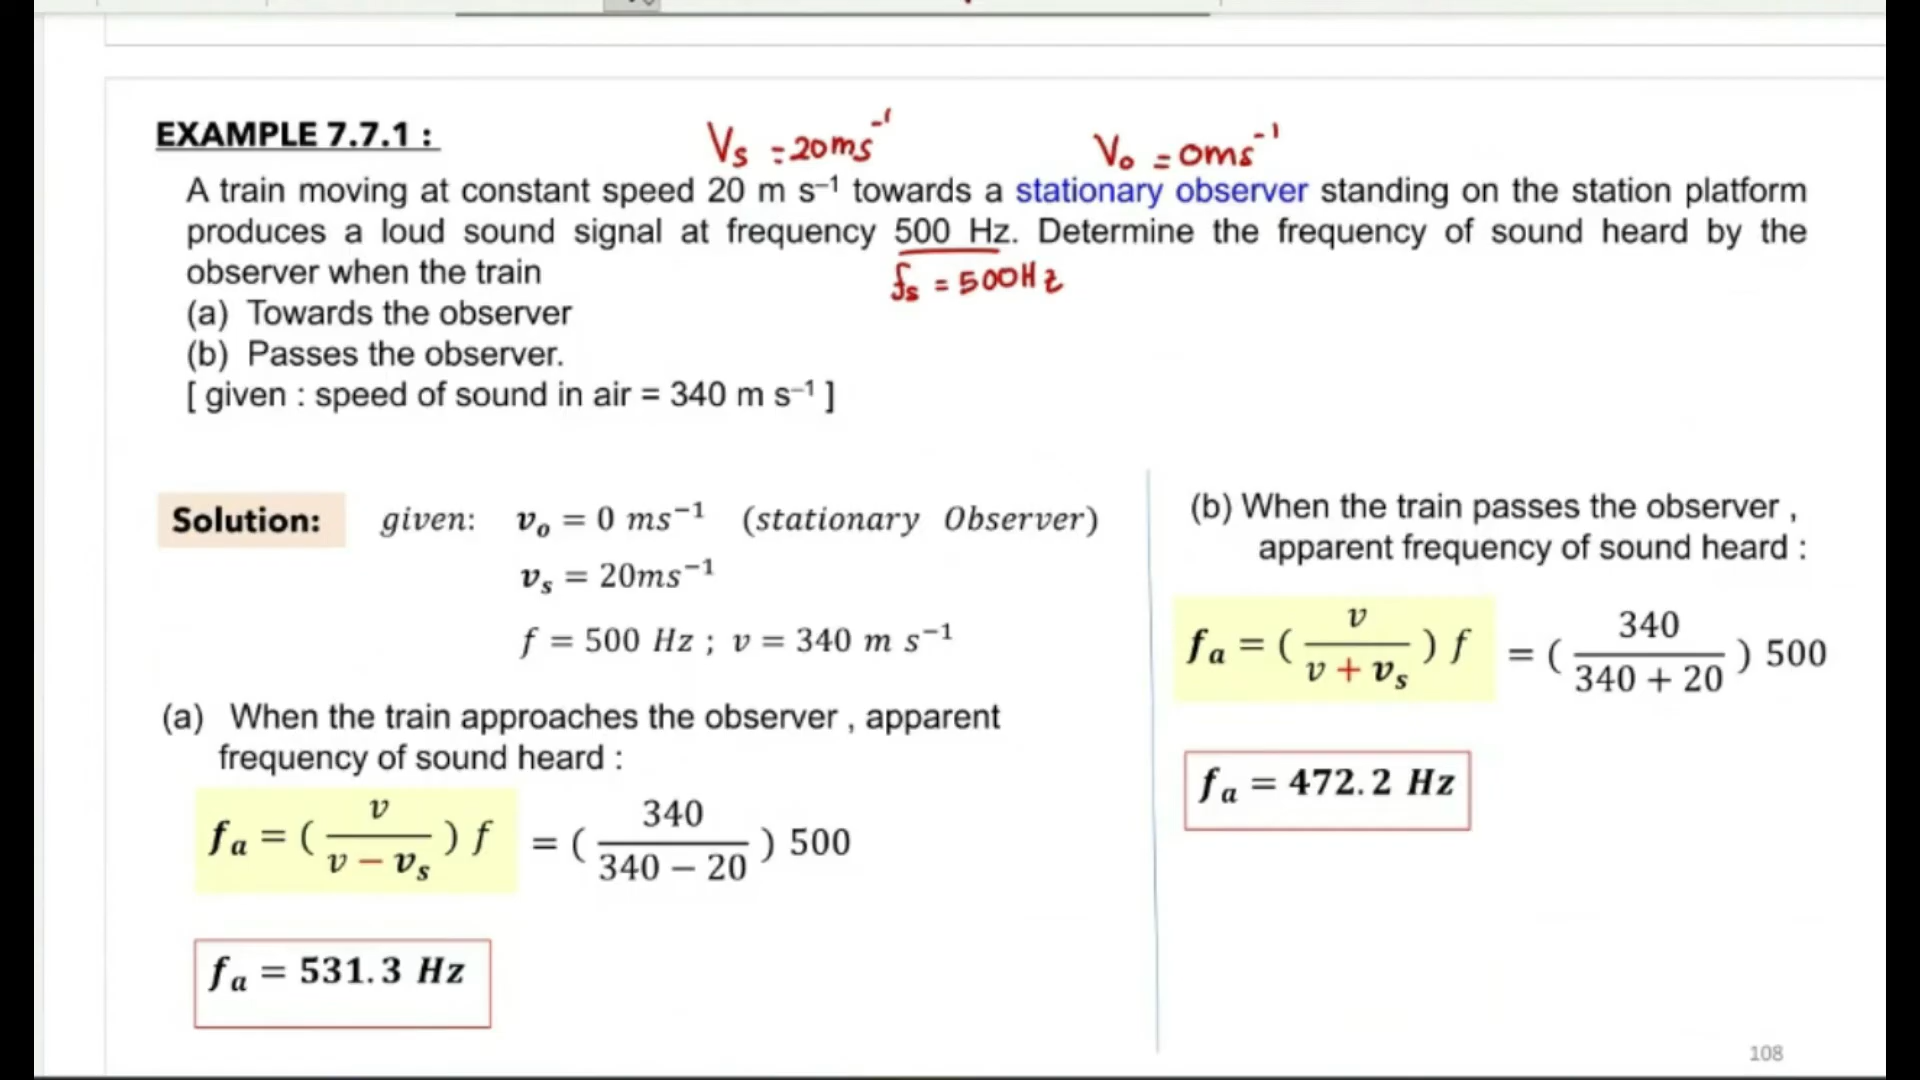 EXAMPLE 7.7.1 :
Vs = 20ms⁻¹
Vo = 0ms⁻¹
A train moving at constant speed 20 m s⁻¹ towards a stationary observer standing on the station platform
produces a loud sound signal at frequency 500 Hz. Determine the frequency of sound heard by the
observer when the train
fs = 500Hz
(a) Towards the observer
(b) Passes the observer.
[ given : speed of sound in air = 340 m s⁻¹ ]
Solution:
given: vₒ = 0 ms⁻¹ (stationary Observer)
vₛ = 20ms⁻¹
f = 500 Hz ; v = 340 m s⁻¹
(a) When the train approaches the observer , apparent
frequency of sound heard :
fₐ = ( v / v − vₛ ) f = ( 340 / 340 − 20 ) 500
fₐ = 531.3 Hz
(b) When the train passes the observer ,
apparent frequency of sound heard :
fₐ = ( v / v + vₛ ) f = ( 340 / 340 + 20 ) 500
fₐ = 472.2 Hz
108